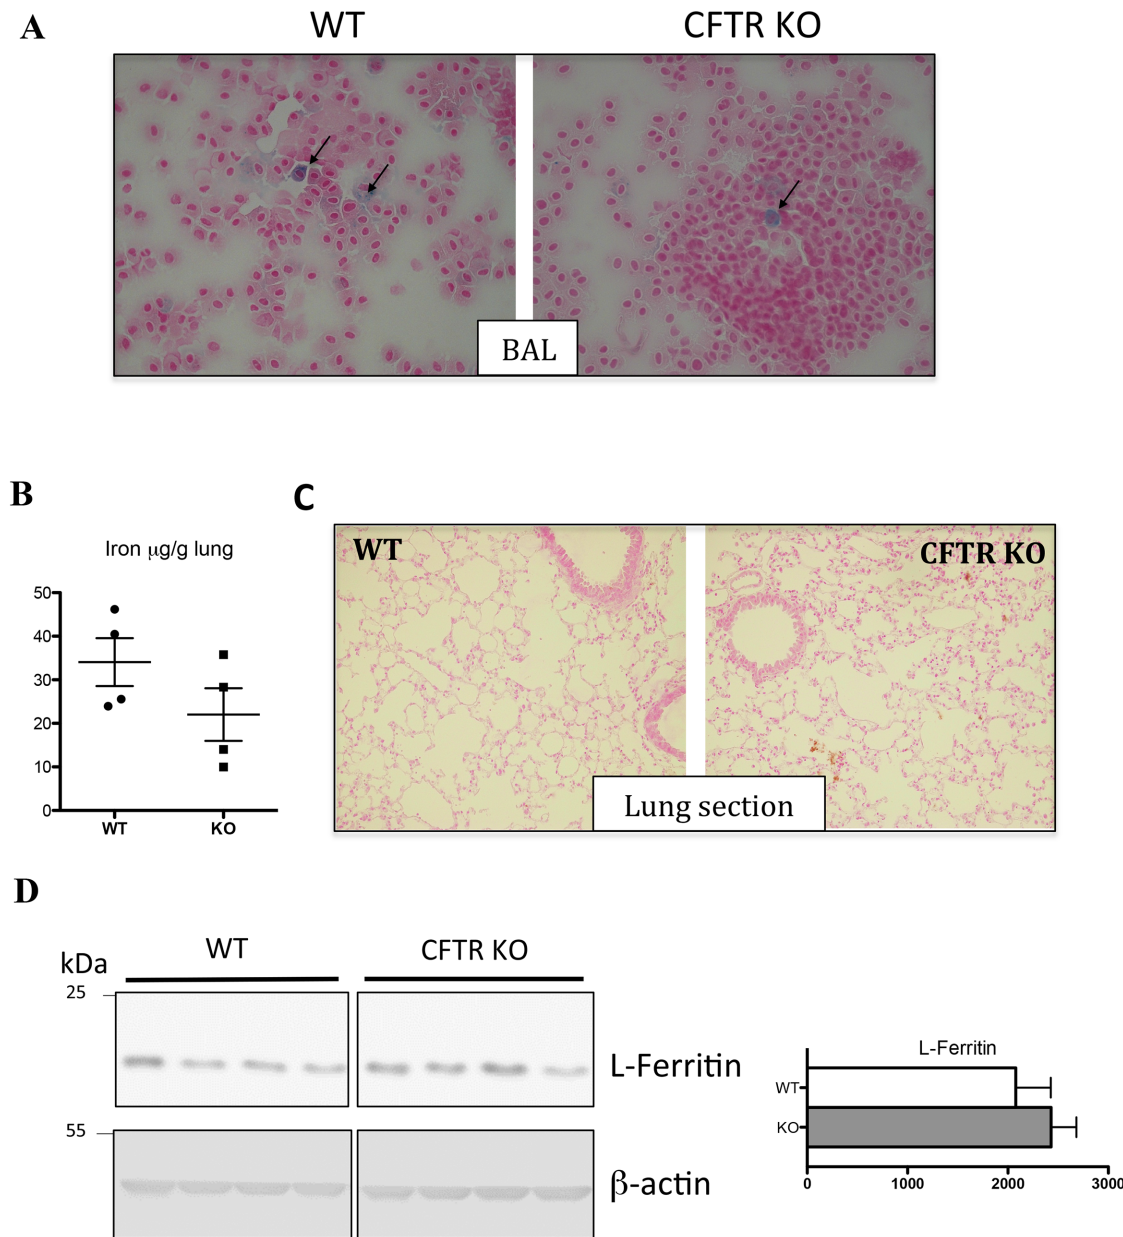 A
WT
CFTR KO
BAL
B
Iron μg/g lung
50
40
30
20
10
0
WT
KO
C
WT
CFTR KO
Lung section
D
kDa
WT
CFTR KO
25
L-Ferritin
55
β-actin
L-Ferritin
WT
KO
0
1000
2000
3000